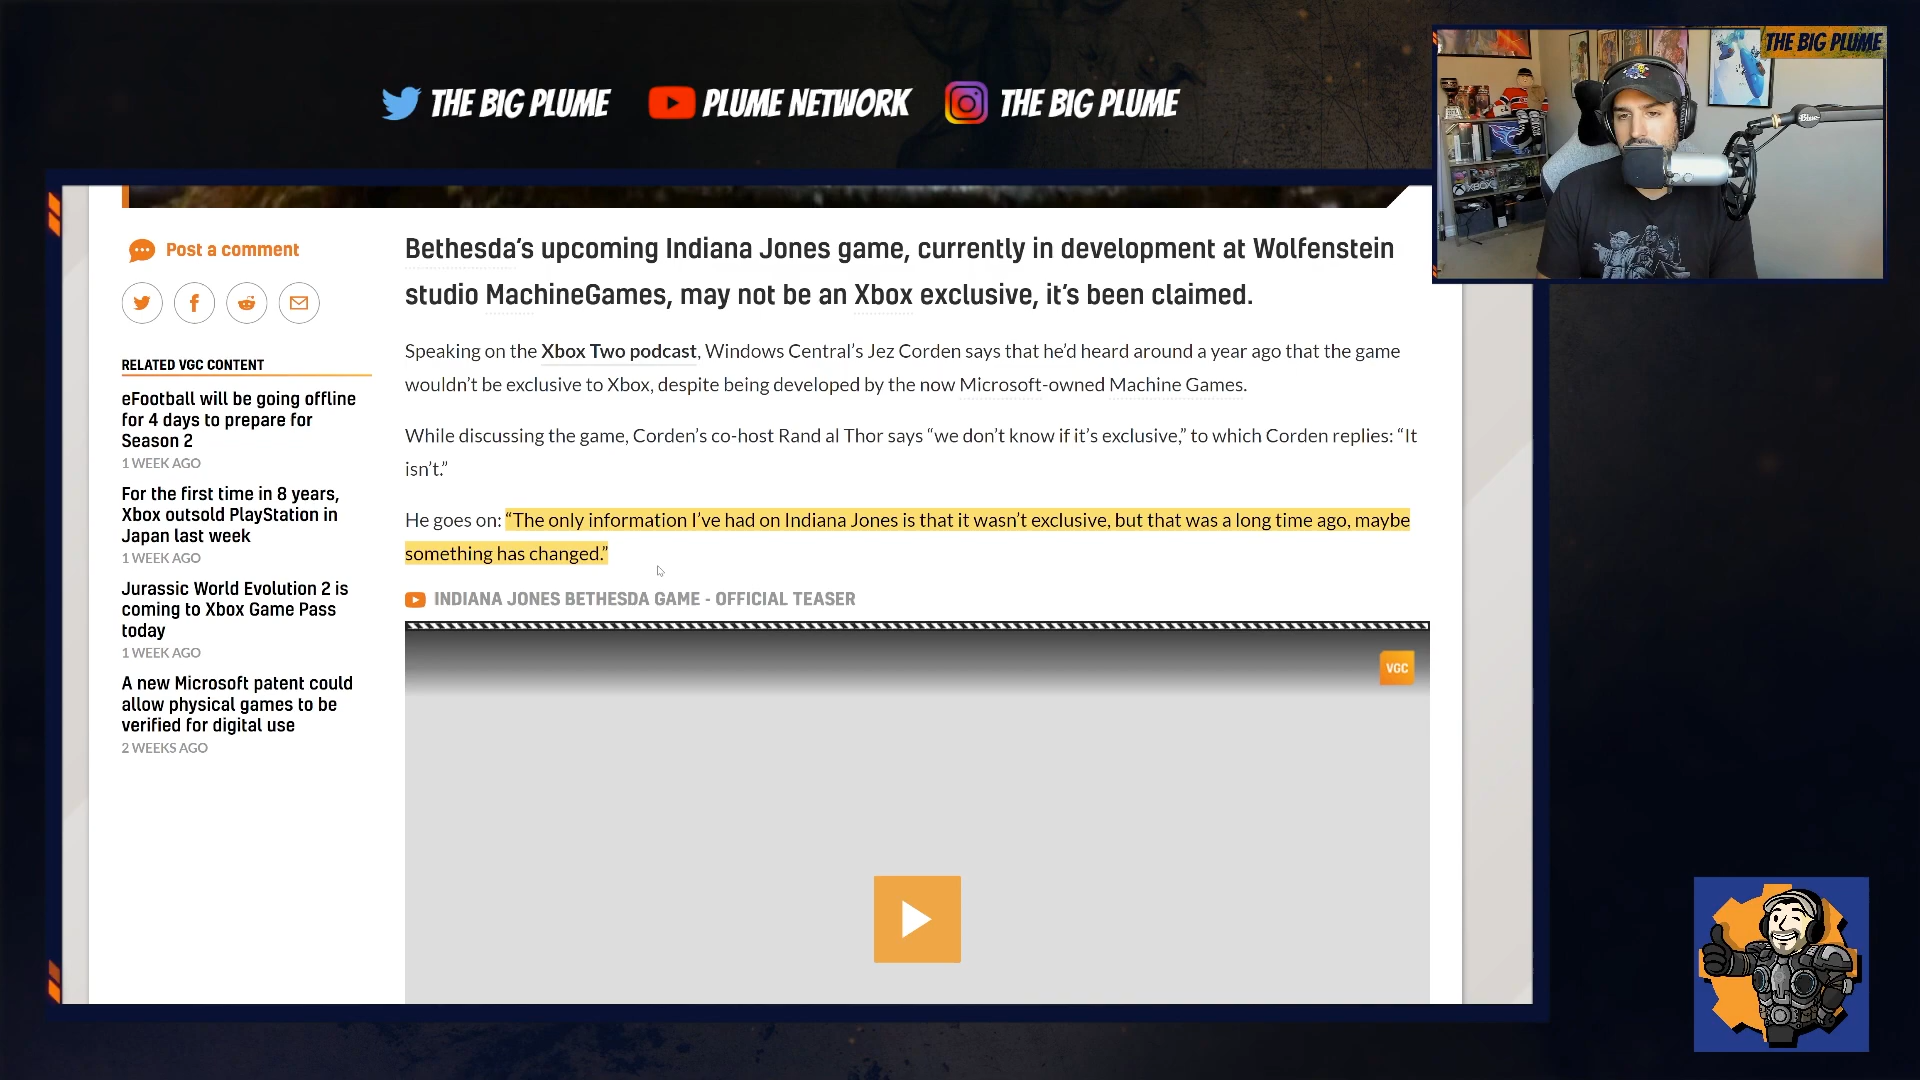 THE BIG PLUME
THE BIG PLUME
PLUME NETWORK
THE BIG PLUME
Blue
XBOX
Post a comment
RELATED VGC CONTENT
eFootball will be going offline
for 4 days to prepare for
Season 2
1 WEEK AGO
For the first time in 8 years,
Xbox outsold PlayStation in
Japan last week
1 WEEK AGO
Jurassic World Evolution 2 is
coming to Xbox Game Pass
today
1 WEEK AGO
A new Microsoft patent could
allow physical games to be
verified for digital use
2 WEEKS AGO
Bethesda’s upcoming Indiana Jones game, currently in development at Wolfenstein
studio MachineGames, may not be an Xbox exclusive, it’s been claimed.
Speaking on the Xbox Two podcast, Windows Central’s Jez Corden says that he’d heard around a year ago that the game
wouldn’t be exclusive to Xbox, despite being developed by the now Microsoft-owned Machine Games.
While discussing the game, Corden’s co-host Rand al Thor says “we don’t know if it’s exclusive,” to which Corden replies: “It
isn’t.”
He goes on: “The only information I’ve had on Indiana Jones is that it wasn’t exclusive, but that was a long time ago, maybe
something has changed.”
INDIANA JONES BETHESDA GAME - OFFICIAL TEASER
VGC